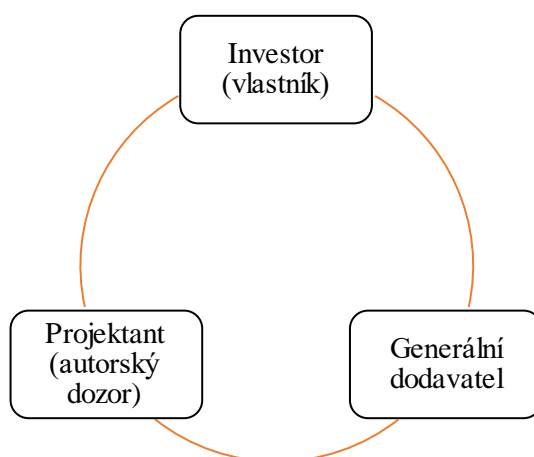 Investor
(vlastník)
Projektant
(autorský
dozor)
Generální
dodavatel